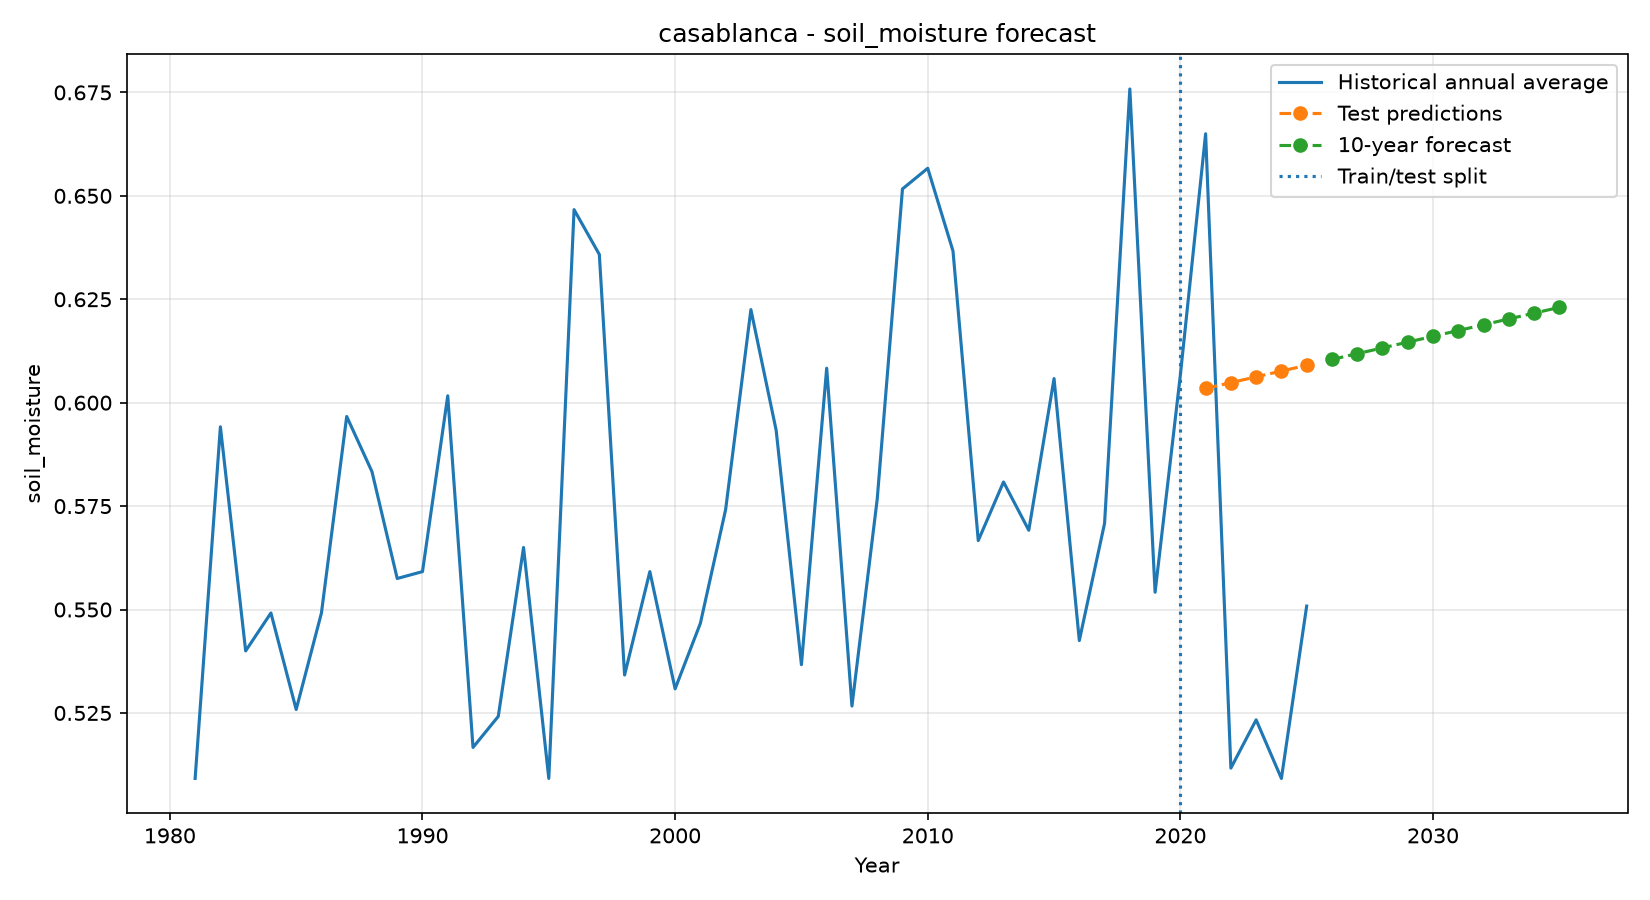 casablanca - soil_moisture forecast
Historical annual average
Test predictions
10-year forecast
Train/test split
soil_moisture
0.675
0.650
0.625
0.600
0.575
0.550
0.525
1980 1990 2000 2010 2020 2030
Year